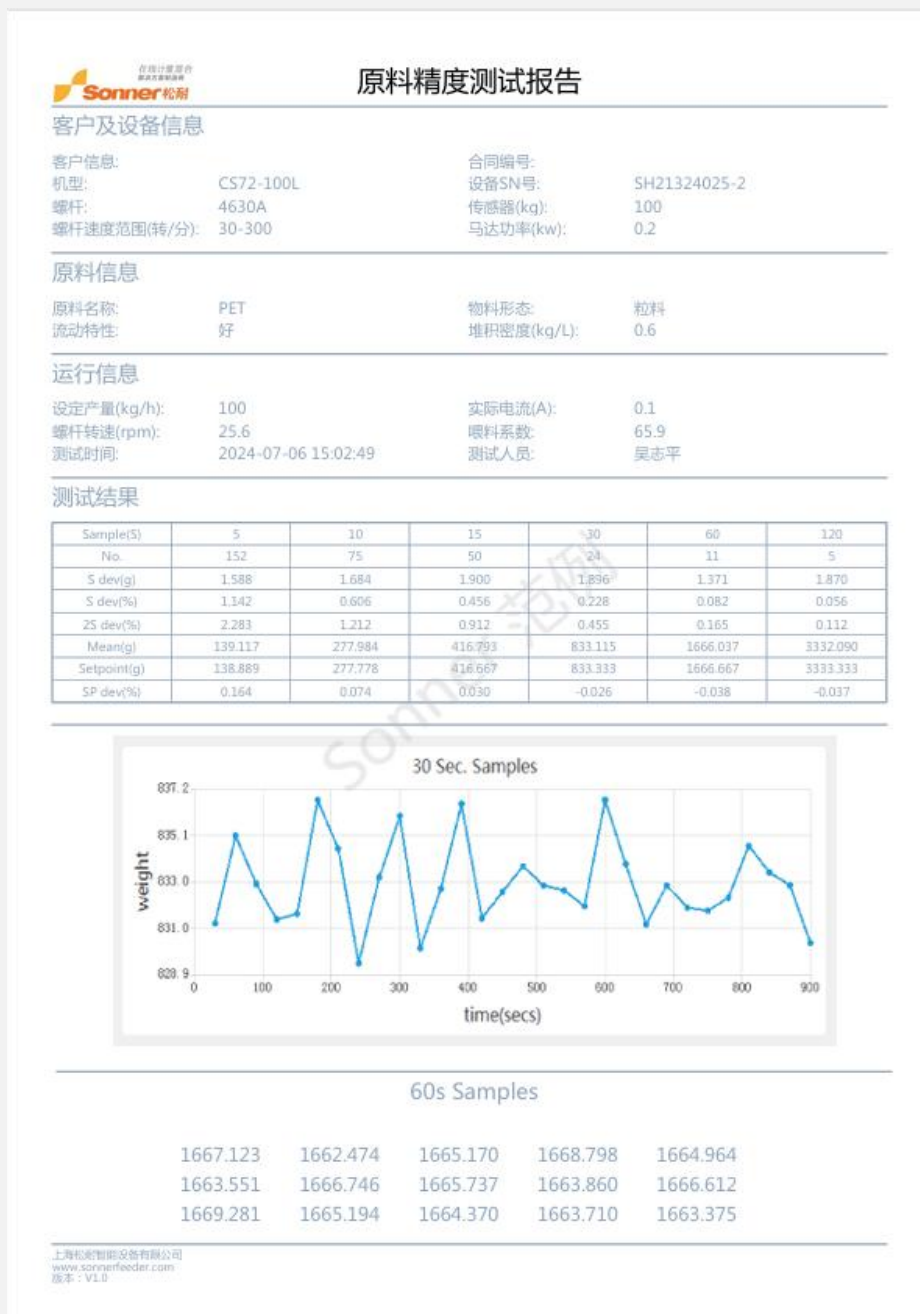 在线计量混合
解决方案制造商
Sonner松耐
原料精度测试报告
客户及设备信息
客户信息: 合同编号:
机型: CS72-100L 设备SN号: SH21324025-2
螺杆: 4630A 传感器(kg): 100
螺杆速度范围(转/分): 30-300 马达功率(kw): 0.2
原料信息
原料名称: PET 物料形态: 粒料
流动特性: 好 堆积密度(kg/L): 0.6
运行信息
设定产量(kg/h): 100 实际电流(A): 0.1
螺杆转速(rpm): 25.6 喂料系数: 65.9
测试时间: 2024-07-06 15:02:49 测试人员: 吴志平
测试结果
Sample(S) 5 10 15 30 60 120
No. 152 75 50 24 11 5
S dev(g) 1.588 1.684 1.900 1.896 1.371 1.870
S dev(%) 1.142 0.606 0.456 0.228 0.082 0.056
2S dev(%) 2.283 1.212 0.912 0.455 0.165 0.112
Mean(g) 139.117 277.984 416.793 833.115 1666.037 3332.090
Setpoint(g) 138.889 277.778 416.667 833.333 1666.667 3333.333
SP dev(%) 0.164 0.074 0.030 -0.026 -0.038 -0.037
Sonner 范例
30 Sec. Samples
837.2
835.1
833.0
831.0
828.9
weight
0 100 200 300 400 500 600 700 800 900
time(secs)
60s Samples
1667.123 1662.474 1665.170 1668.798 1664.964
1663.551 1666.746 1665.737 1663.860 1666.612
1669.281 1665.194 1664.370 1663.710 1663.375
上海松耐智能设备有限公司
www.sonnerfeeder.com
版本：V1.0